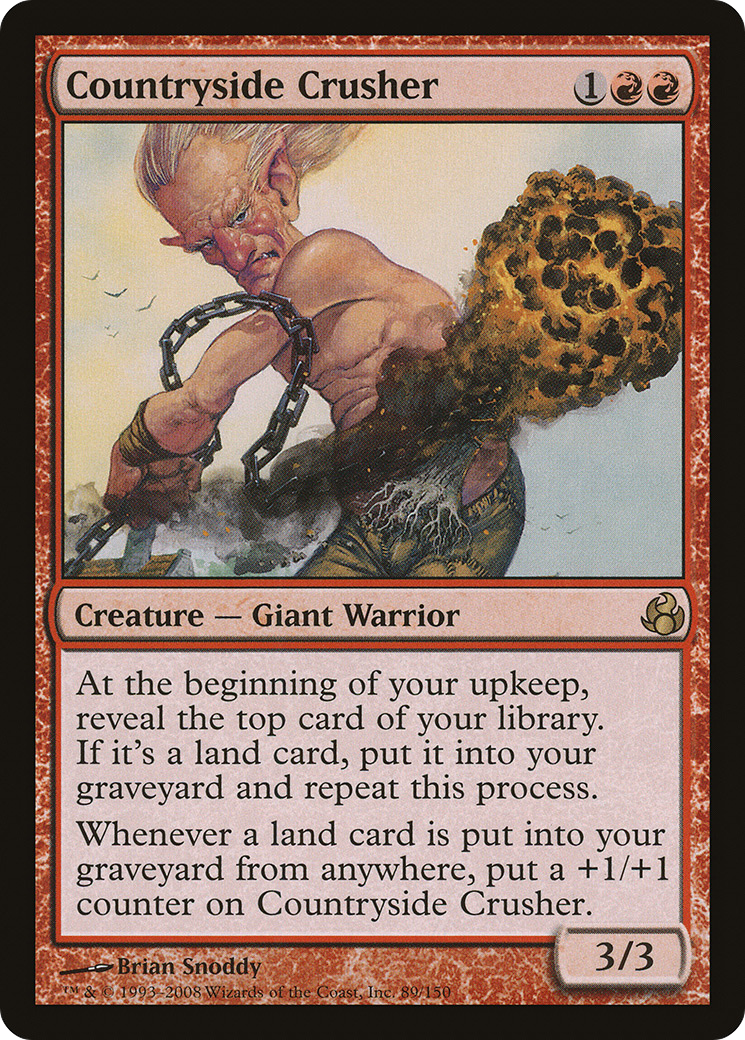 Countryside Crusher 1
Creature — Giant Warrior
At the beginning of your upkeep,
reveal the top card of your library.
If it's a land card, put it into your
graveyard and repeat this process.
Whenever a land card is put into your
graveyard from anywhere, put a +1/+1
counter on Countryside Crusher.
3/3
Brian Snoddy
™ & © 1993–2008 Wizards of the Coast, Inc. 89/150